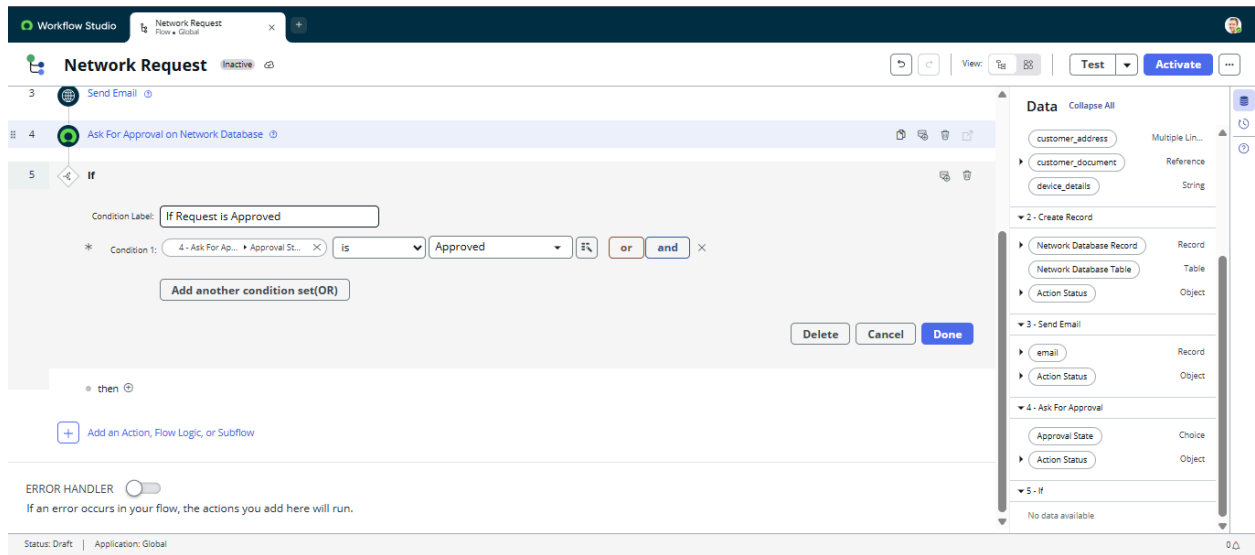 Workflow Studio
Network Request
Flow • Global
Network Request
Inactive
View:
Test
Activate
3
Send Email
4
Ask For Approval on Network Database
5
If
Condition Label:
If Request is Approved
* Condition 1:
4 - Ask For Ap... ▸ Approval St...
is
Approved
or
and
Add another condition set(OR)
Delete
Cancel
Done
then
Add an Action, Flow Logic, or Subflow
ERROR HANDLER
If an error occurs in your flow, the actions you add here will run.
Status: Draft | Application: Global
Data
Collapse All
customer_address Multiple Lin...
customer_document Reference
device_details String
2 - Create Record
Network Database Record Record
Network Database Table Table
Action Status Object
3 - Send Email
email Record
Action Status Object
4 - Ask For Approval
Approval State Choice
Action Status Object
5 - If
No data available
0